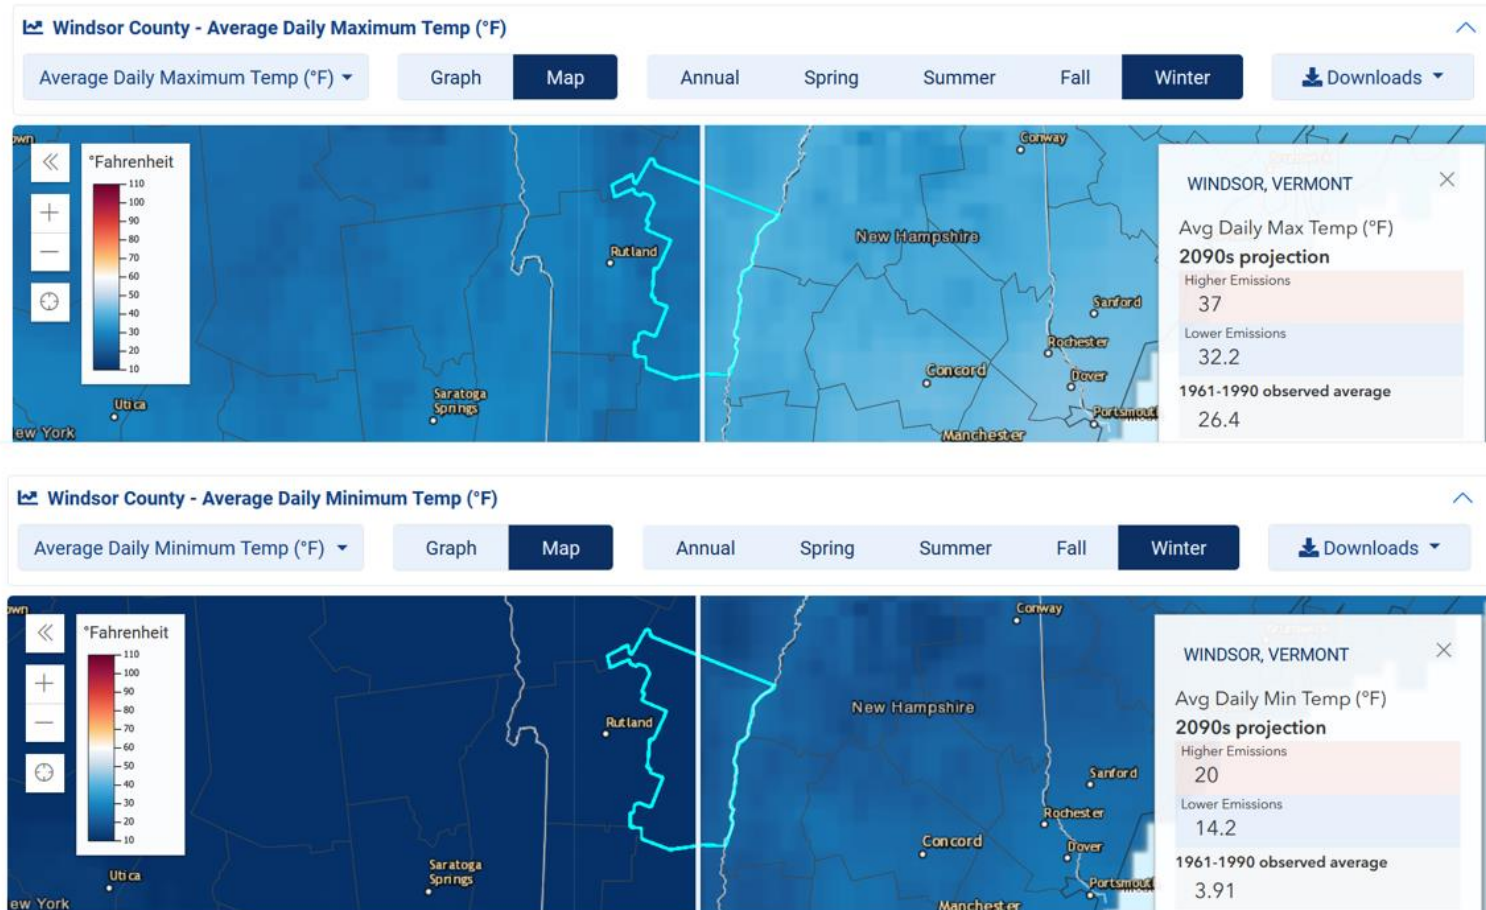 Windsor County - Average Daily Maximum Temp (°F)
Average Daily Maximum Temp (°F) Graph Map Annual Spring Summer Fall Winter Downloads
own
Conway
°Fahrenheit
110
100
90
80
70
60
50
40
30
20
10
WINDSOR, VERMONT
Avg Daily Max Temp (°F)
2090s projection
Higher Emissions
37
Lower Emissions
32.2
1961-1990 observed average
26.4
New Hampshire
Rutland
Sanford
Rochester
Concord
Dover
Saratoga
Springs
Utica
Portsmouth
ew York
Manchester
Windsor County - Average Daily Minimum Temp (°F)
Average Daily Minimum Temp (°F) Graph Map Annual Spring Summer Fall Winter Downloads
own
Conway
°Fahrenheit
110
100
90
80
70
60
50
40
30
20
10
WINDSOR, VERMONT
Avg Daily Min Temp (°F)
2090s projection
Higher Emissions
20
Lower Emissions
14.2
1961-1990 observed average
3.91
New Hampshire
Rutland
Sanford
Rochester
Concord
Dover
Saratoga
Springs
Utica
Portsmouth
ew York
Manchester